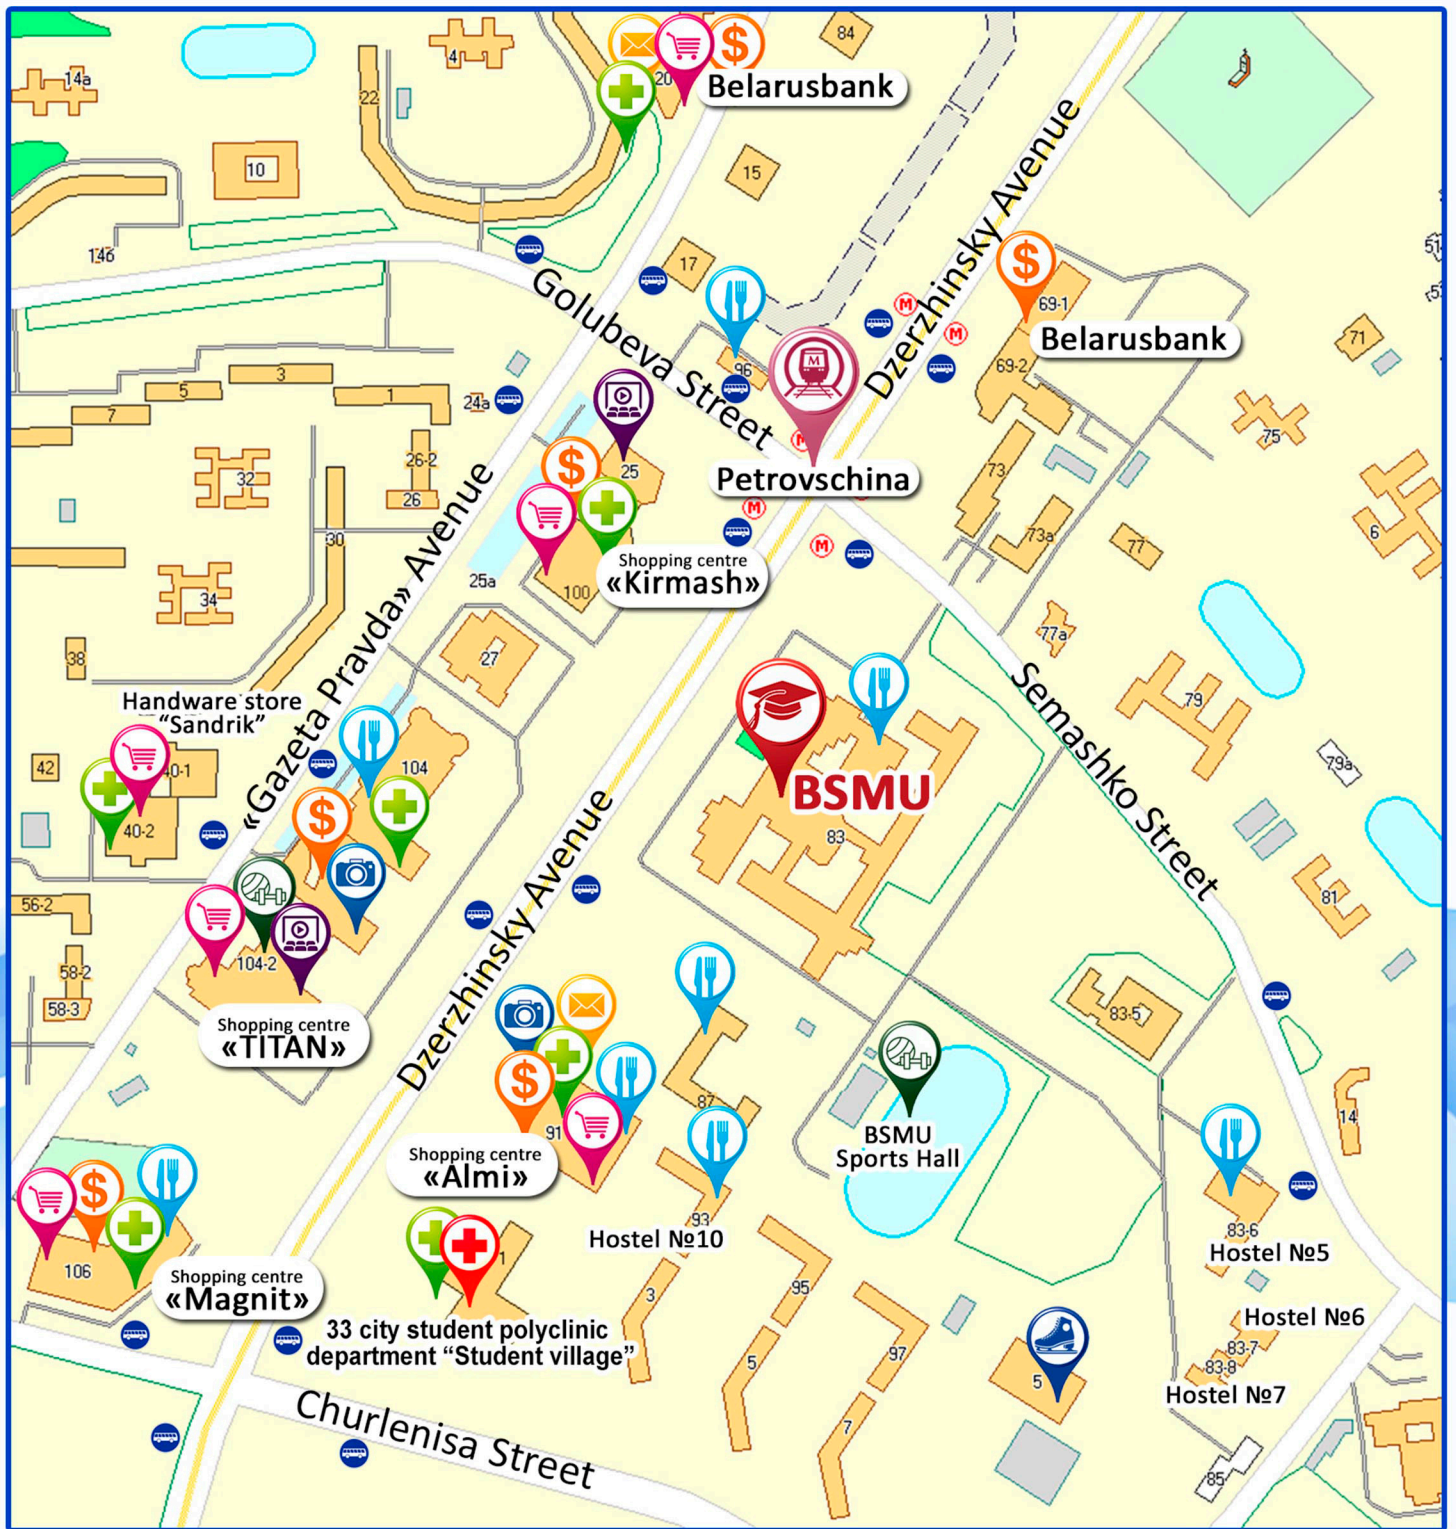 84
4
14a
22
20
Belarusbank
10
15
146
17
Golubeva Street
Dzerzhinsky Avenue
69-1
Belarusbank
69-2
71
96
M
M
M
3
5
1
7
24a
25
75
26-2
26
32
Petrovschina
M
M
73
73a
77
6
30
25a
Shopping centre
«Kirmash»
100
34
«Gazeta Pravda» Avenue
27
38
77a
79
Semashko Street
Handware store
“Sandrik”
42
40-1
40-2
104
BSMU
83
79a
81
56-2
58-2
58-3
104-2
Shopping centre
«TITAN»
Dzerzhinsky Avenue
83-5
87
91
Shopping centre
«Almi»
BSMU
Sports Hall
14
93
Hostel №10
83-6
Hostel №5
106
Shopping centre
«Magnit»
1
33 city student polyclinic
department “Student village”
3
95
5
97
7
5
Hostel №6
83-7
83-8
Hostel №7
85
Churlenisa Street